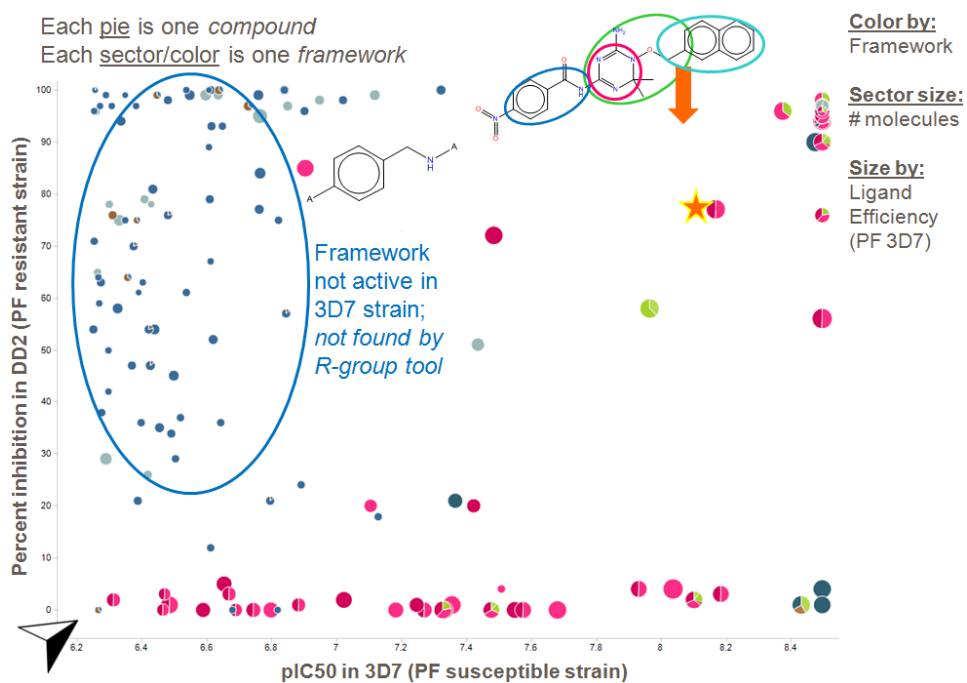 Each pie is one compound
Each sector/color is one framework
Color by:
Framework
Sector size:
# molecules
Size by:
Ligand
Efficiency
(PF 3D7)
NH2
O
N
N
N
N
O
NH
N+
O
O-
A
N
H
A
Framework
not active in
3D7 strain;
not found by
R-group tool
Percent inhibition in DD2 (PF resistant strain)
100
90
80
70
60
50
40
30
20
10
0
6.2
6.4
6.6
6.8
7
7.2
7.4
7.6
7.8
8
8.2
8.4
pIC50 in 3D7 (PF susceptible strain)